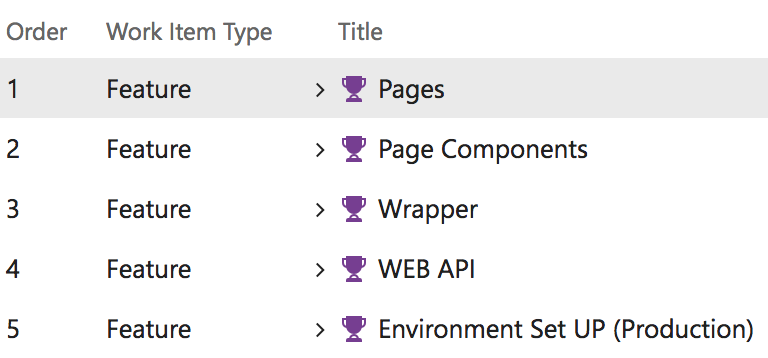 Order Work Item Type Title
1 Feature Pages
2 Feature Page Components
3 Feature Wrapper
4 Feature WEB API
5 Feature Environment Set UP (Production)